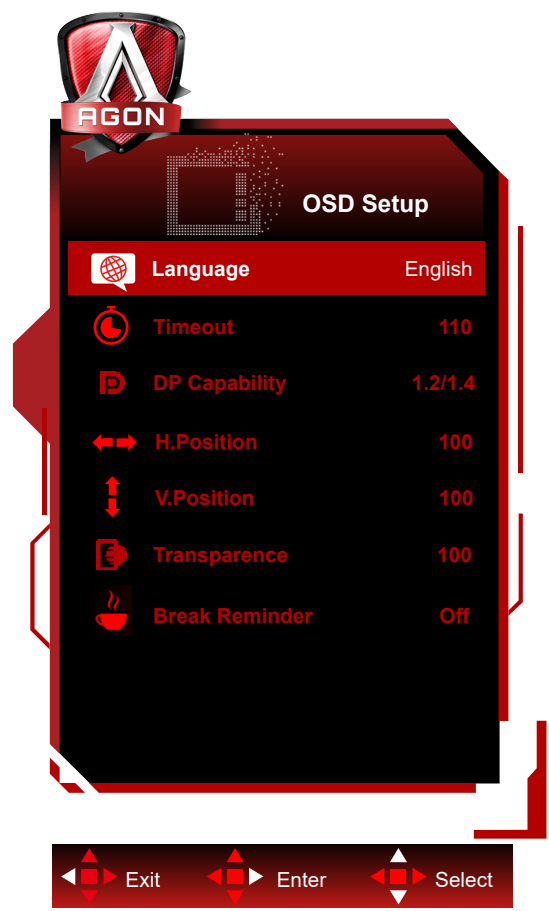 AGON
OSD Setup
Language English
Timeout 110
DP Capability 1.2/1.4
H.Position 100
V.Position 100
Transparence 100
Break Reminder Off
Exit Enter Select